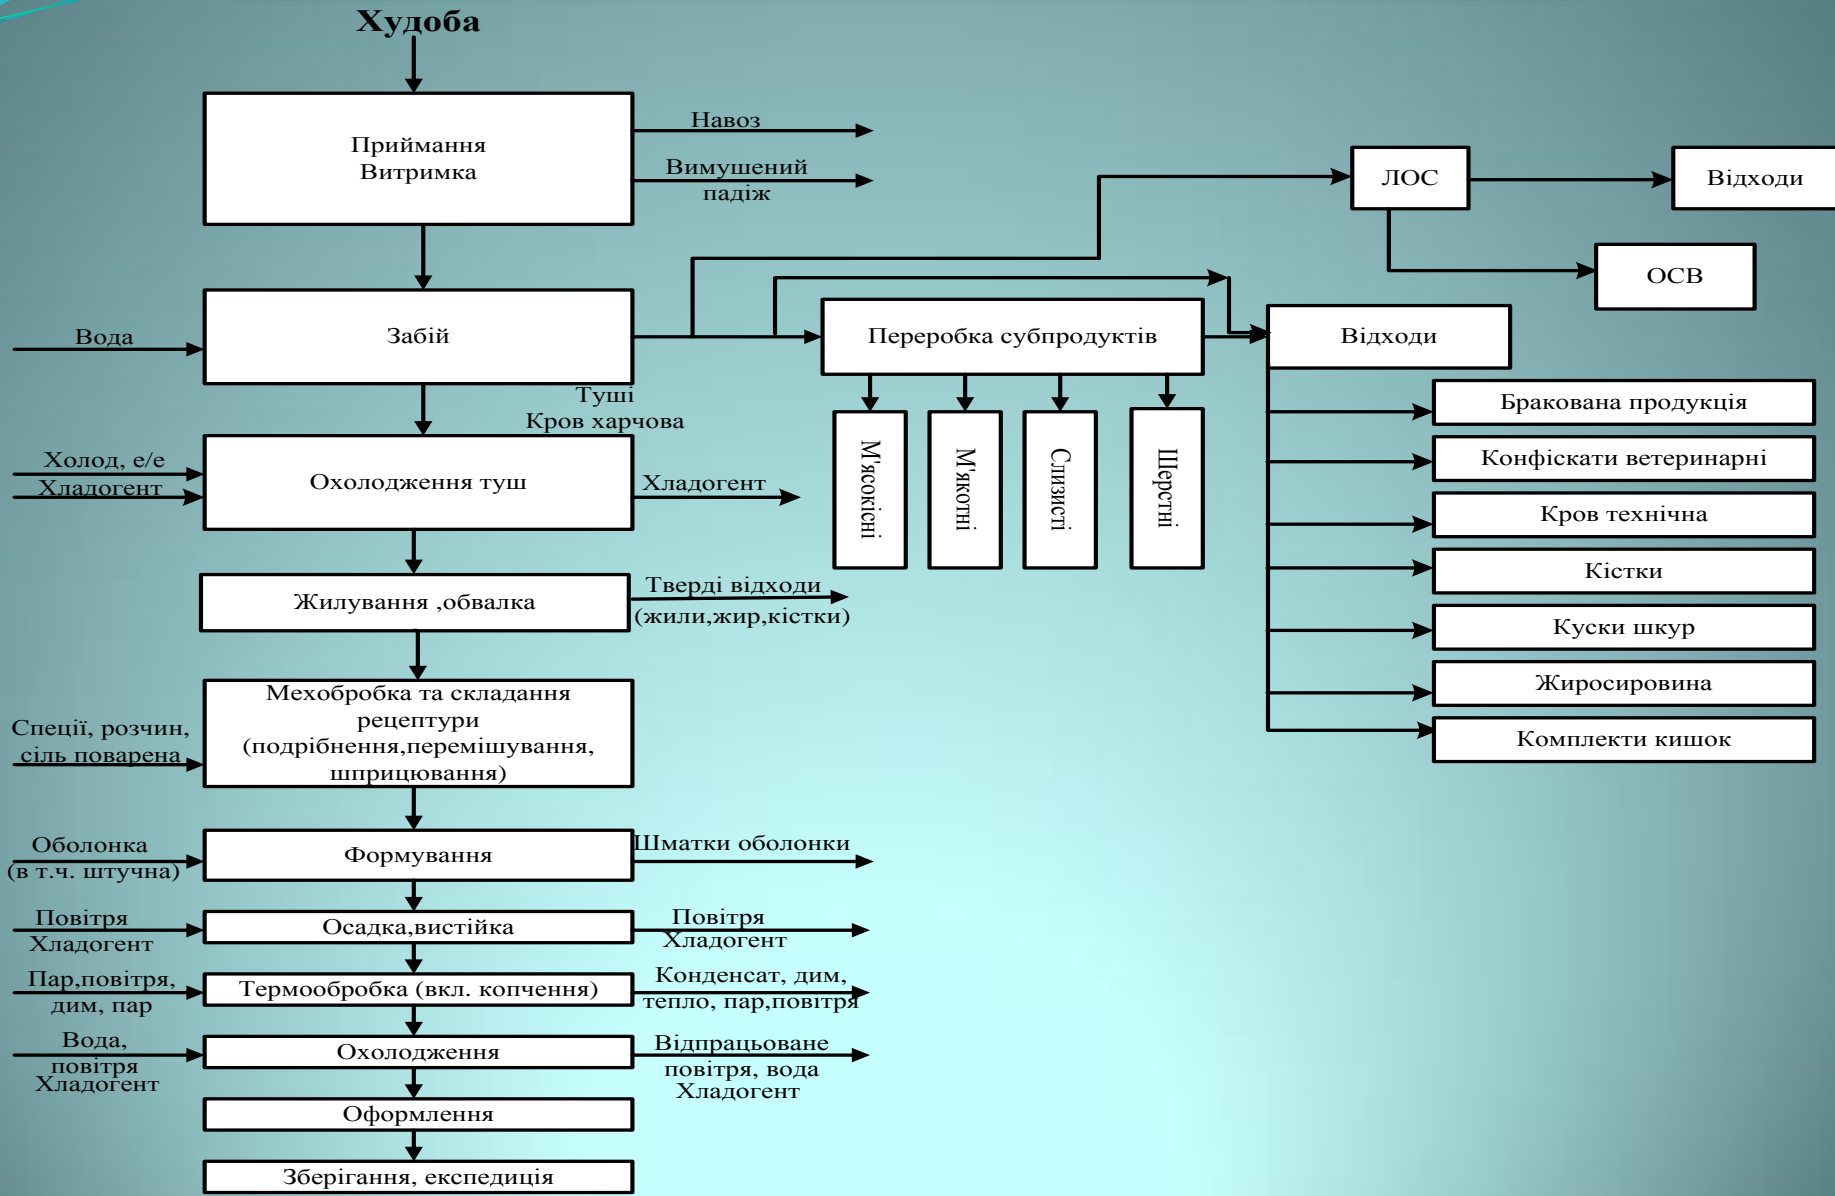 Худоба
Приймання
Витримка
Навоз
Вимушений
падіж
ЛОС
Відходи
ОСВ
Вода
Забій
Переробка субпродуктів
Відходи
Туші
Кров харчова
М'ясокісні
М'якотні
Слизисті
Шерстні
Бракована продукція
Конфіскати ветеринарні
Кров технічна
Кістки
Куски шкур
Жиросировина
Комплекти кишок
Холод, е/е
Хладогент
Охолодження туш
Хладогент
Жилування ,обвалка
Тверді відходи
(жили,жир,кістки)
Спеції, розчин,
сіль поварена
Мехобробка та складання
рецептури
(подрібнення,перемішування,
шприцювання)
Оболонка
(в т.ч. штучна)
Формування
Шматки оболонки
Повітря
Хладогент
Осадка,вистійка
Повітря
Хладогент
Пар,повітря,
дим, пар
Термообробка (вкл. копчення)
Конденсат, дим,
тепло, пар,повітря
Вода,
повітря
Хладогент
Охолодження
Відпрацьоване
повітря, вода
Хладогент
Оформлення
Зберігання, експедиція